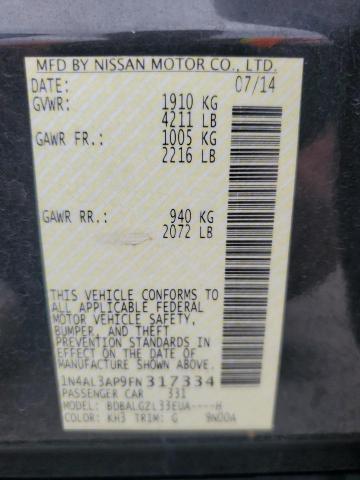 MFD BY NISSAN MOTOR CO., LTD.
DATE: 07/14
GVWR: 1910 KG
4211 LB
GAWR FR.: 1005 KG
2216 LB
GAWR RR.: 940 KG
2072 LB
THIS VEHICLE CONFORMS TO
ALL APPLICABLE FEDERAL
MOTOR VEHICLE SAFETY,
BUMPER, AND THEFT
PREVENTION STANDARDS IN
EFFECT ON THE DATE OF
MANUFACTURE SHOWN ABOVE.
1N4AL3AP9FN317334
PASSENGER CAR 331
MODEL: BDBALGZL33EUA----H
COLOR: KH3 TRIM: G 9N00A